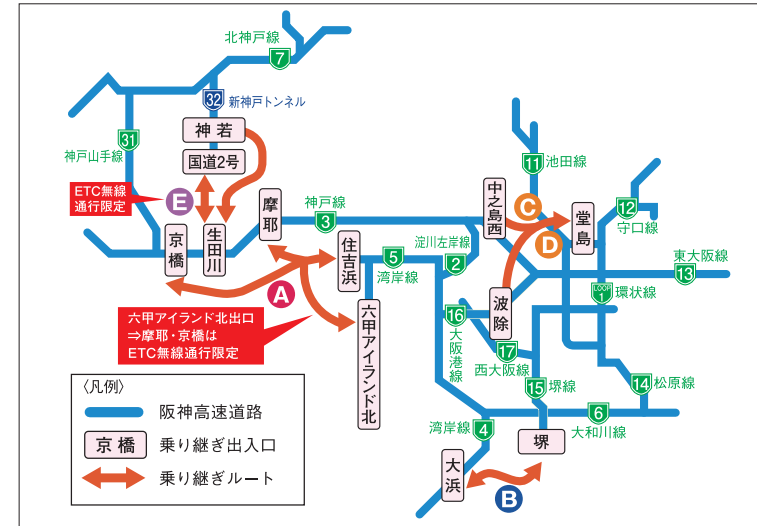 北神戸線
7
32
新神戸トンネル
神若
国道2号
31
神戸山手線
ETC無線
通行限定
E
摩耶
京橋
生田川
神戸線
3
住吉浜
5
湾岸線
A
六甲アイランド北出口
⇒摩耶・京橋は
ETC無線通行限定
六甲アイランド北
中之島西
11
池田線
C
D
堂島
12
守口線
淀川左岸線
2
東大阪線
13
波除
LOOP
1
環状線
16
大阪港線
17
西大阪線
15
堺線
14
松原線
6
大和川線
湾岸線
4
堺
大浜
B
〈凡例〉
阪神高速道路
京橋
乗り継ぎ出入口
乗り継ぎルート